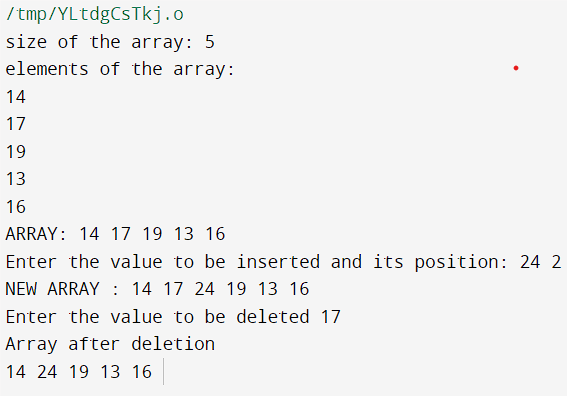 /tmp/YLtdgCsTkj.o
size of the array: 5
elements of the array:
14
17
19
13
16
ARRAY: 14 17 19 13 16
Enter the value to be inserted and its position: 24 2
NEW ARRAY : 14 17 24 19 13 16
Enter the value to be deleted 17
Array after deletion
14 24 19 13 16